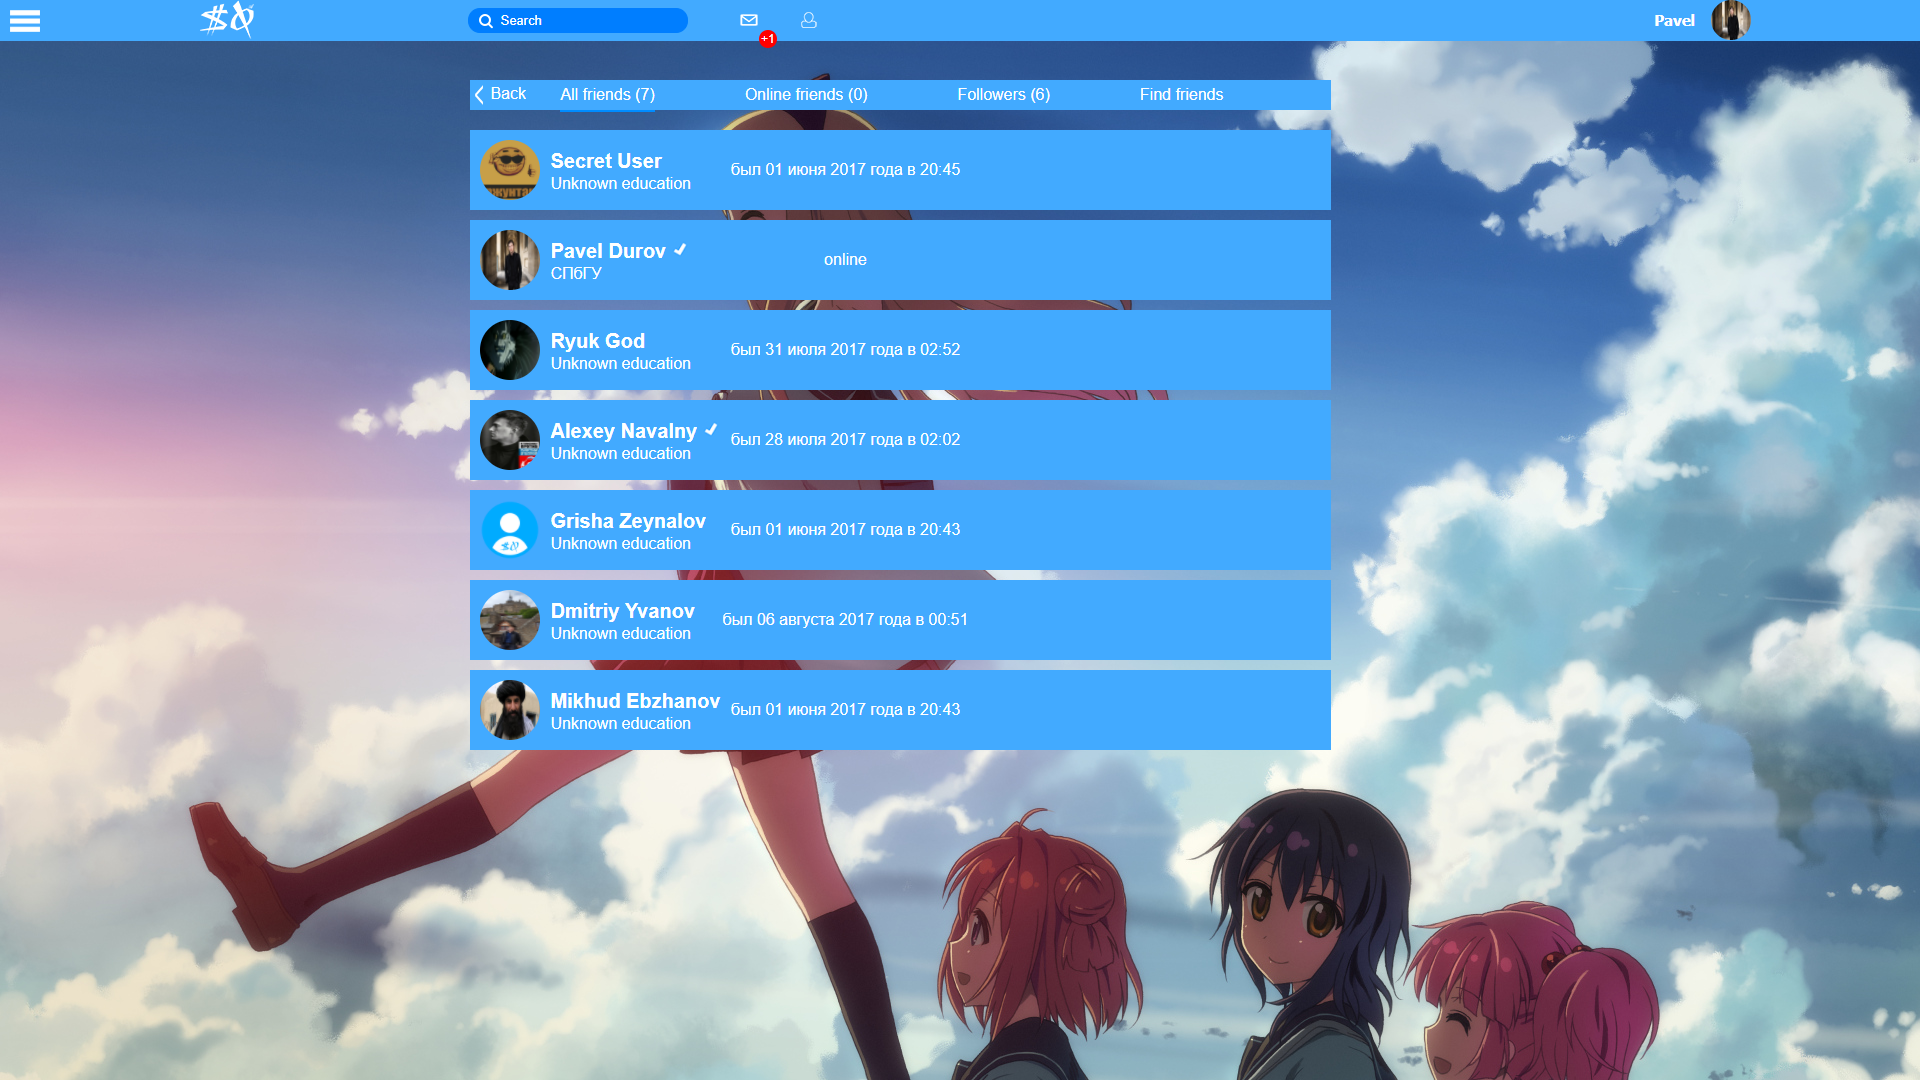 Search
+1
Pavel
Back
All friends (7)
Online friends (0)
Followers (6)
Find friends
Secret User
Unknown education
был 01 июня 2017 года в 20:45
Pavel Durov
СПбГУ
online
Ryuk God
Unknown education
был 31 июля 2017 года в 02:52
Alexey Navalny
Unknown education
был 28 июля 2017 года в 02:02
Grisha Zeynalov
Unknown education
был 01 июня 2017 года в 20:43
Dmitriy Yvanov
Unknown education
был 06 августа 2017 года в 00:51
Mikhud Ebzhanov
Unknown education
был 01 июня 2017 года в 20:43